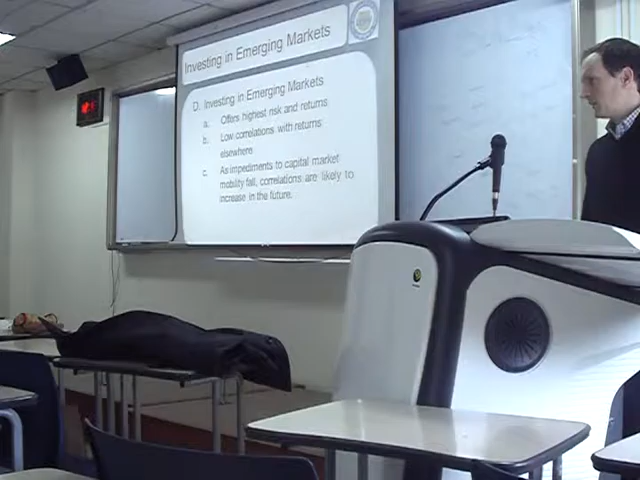 Investing in Emerging Markets
D. Investing in Emerging Markets
a. Offers highest risk and returns
b. Low correlations with returns
elsewhere
c. As impediments to capital market
mobility fall, correlations are likely to
increase in the future.